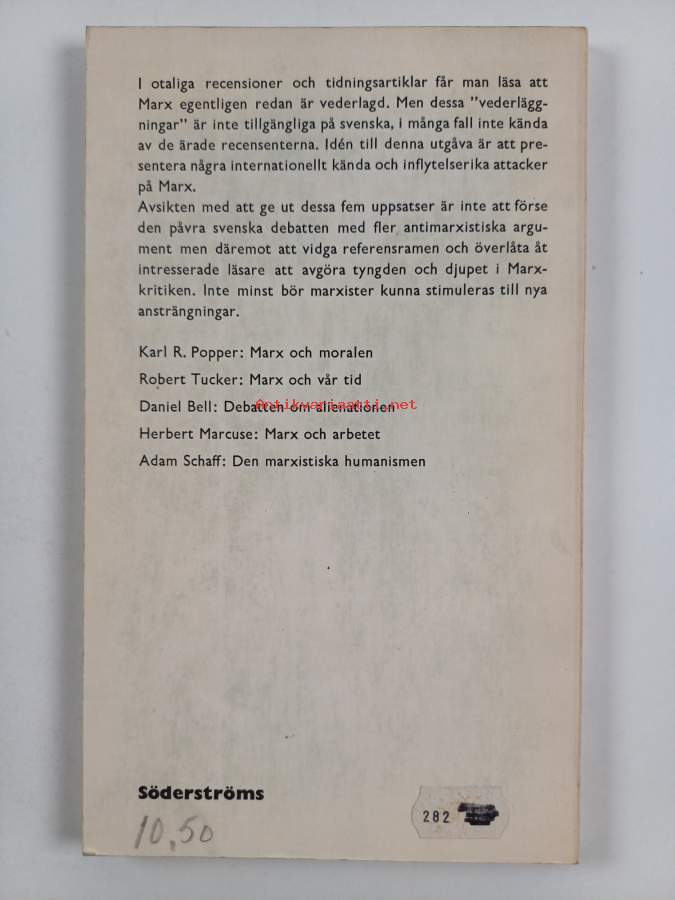 I otaliga recensioner och tidningsartiklar får man läsa att
Marx egentligen redan är vederlagd. Men dessa "vederlägg-
ningar" är inte tillgängliga på svenska, i många fall inte kända
av de ärade recensenterna. Idén till denna utgåva är att pre-
sentera några internationellt kända och inflytelserika attacker
på Marx.
Avsikten med att ge ut dessa fem uppsatser är inte att förse
den påvra svenska debatten med fler antimarxistiska argu-
ment men däremot att vidga referensramen och överlåta åt
intresserade läsare att avgöra tyngden och djupet i Marx-
kritiken. Inte minst bör marxister kunna stimuleras till nya
ansträngningar.
Karl R. Popper: Marx och moralen
Robert Tucker: Marx och vår tid
Daniel Bell: Debatten om alienationen
Antikvariaatti.net
Herbert Marcuse: Marx och arbetet
Adam Schaff: Den marxistiska humanismen
Söderströms
10.50
282